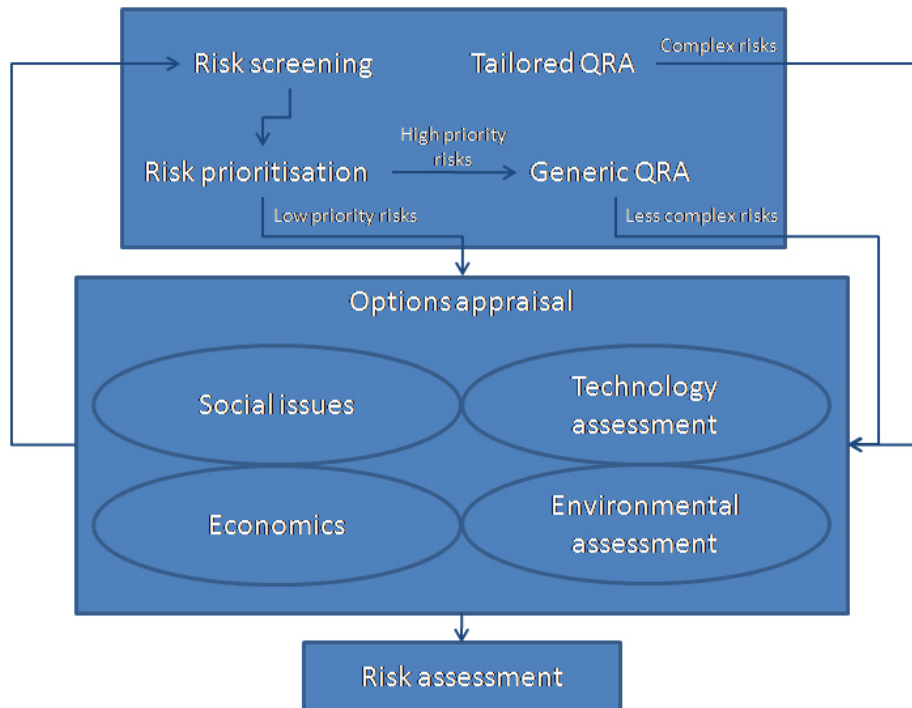 Complex risks
Risk screening
Tailored QRA
High priority
risks
Risk prioritisation
Generic QRA
Low priority risks
Less complex risks
Options appraisal
Social issues
Technology
assessment
Economics
Environmental
assessment
Risk assessment